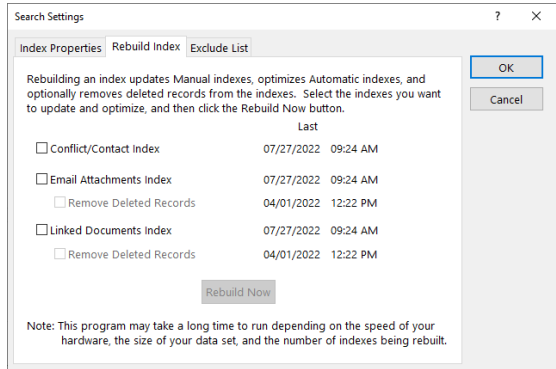 Search Settings ? ×
Index Properties Rebuild Index Exclude List
OK
Cancel
Rebuilding an index updates Manual indexes, optimizes Automatic indexes, and
optionally removes deleted records from the indexes. Select the indexes you want
to update and optimize, and then click the Rebuild Now button.
Last
Conflict/Contact Index 07/27/2022 09:24 AM
Email Attachments Index 07/27/2022 09:24 AM
Remove Deleted Records 04/01/2022 12:22 PM
Linked Documents Index 07/27/2022 09:24 AM
Remove Deleted Records 04/01/2022 12:22 PM
Rebuild Now
Note: This program may take a long time to run depending on the speed of your
hardware, the size of your data set, and the number of indexes being rebuilt.